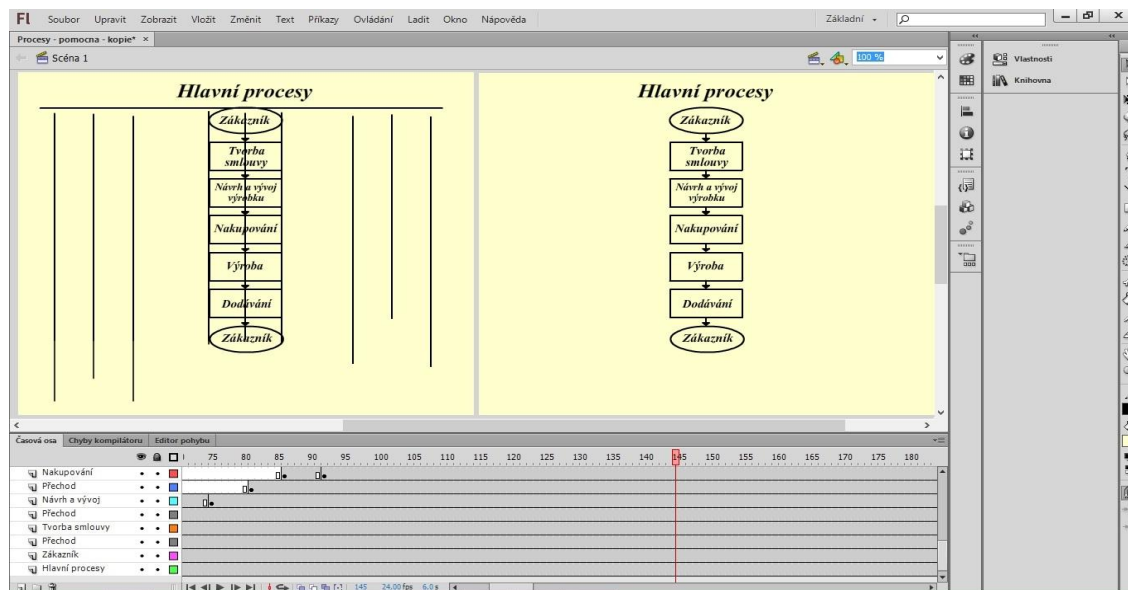 Fl Soubor Upravit Zobrazit Vložit Změnit Text Příkazy Ovládání Ladit Okno Nápověda Základní
Procesy - pomocna - kopie* ×
Scéna 1 100 %
Vlastnosti
Knihovna
Hlavní procesy
Zákazník
Tvorba
smlouvy
Návrh a vývoj
výrobku
Nakupování
Výroba
Dodávání
Zákazník
Hlavní procesy
Zákazník
Tvorba
smlouvy
Návrh a vývoj
výrobku
Nakupování
Výroba
Dodávání
Zákazník
Časová osa Chyby kompilátoru Editor pohybu
75 80 85 90 95 100 105 110 115 120 125 130 135 140 145 150 155 160 165 170 175 180
Nakupování
Přechod
Návrh a vývoj
Přechod
Tvorba smlouvy
Přechod
Zákazník
Hlavní procesy
145 24.00 fps 6.0 s